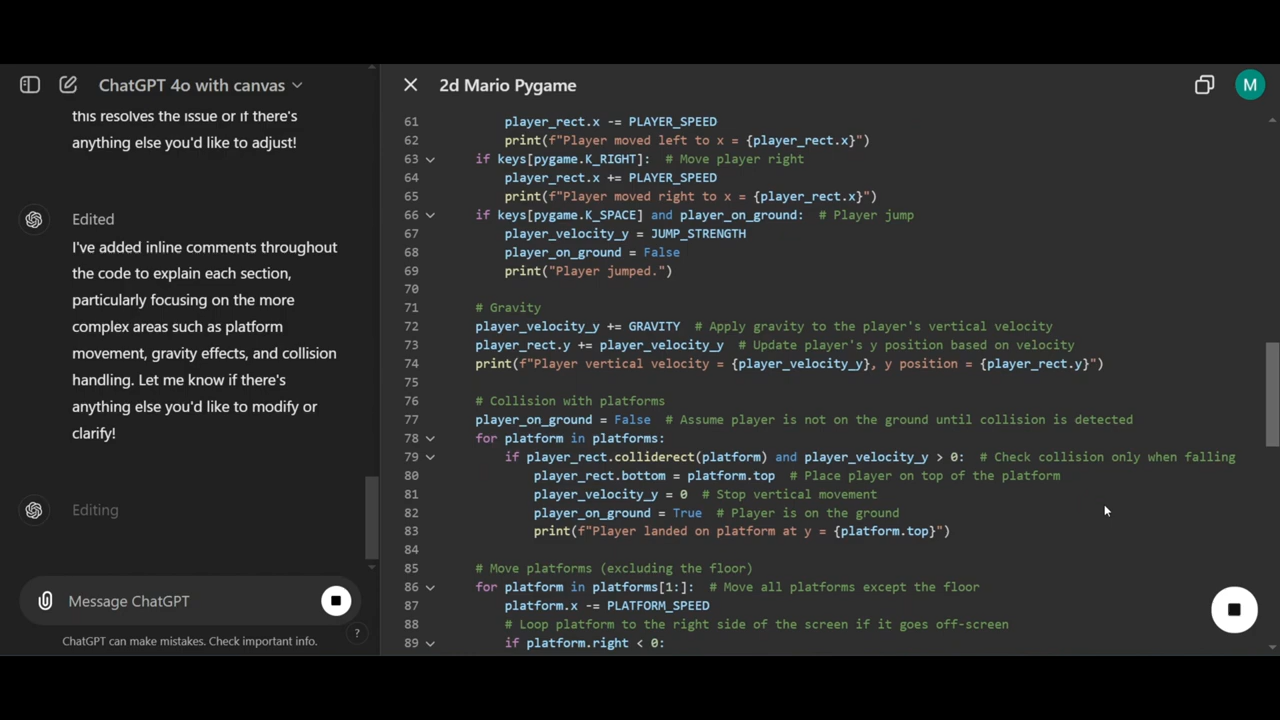 ChatGPT 4o with canvas
this resolves the issue or if there's
anything else you'd like to adjust!
Edited
I've added inline comments throughout
the code to explain each section,
particularly focusing on the more
complex areas such as platform
movement, gravity effects, and collision
handling. Let me know if there's
anything else you'd like to modify or
clarify!
Editing
Message ChatGPT
ChatGPT can make mistakes. Check important info.
?
2d Mario Pygame
M
61 player_rect.x -= PLAYER_SPEED
62 print(f"Player moved left to x = {player_rect.x}")
63 if keys[pygame.K_RIGHT]: # Move player right
64 player_rect.x += PLAYER_SPEED
65 print(f"Player moved right to x = {player_rect.x}")
66 if keys[pygame.K_SPACE] and player_on_ground: # Player jump
67 player_velocity_y = JUMP_STRENGTH
68 player_on_ground = False
69 print("Player jumped.")
70
71 # Gravity
72 player_velocity_y += GRAVITY # Apply gravity to the player's vertical velocity
73 player_rect.y += player_velocity_y # Update player's y position based on velocity
74 print(f"Player vertical velocity = {player_velocity_y}, y position = {player_rect.y}")
75
76 # Collision with platforms
77 player_on_ground = False # Assume player is not on the ground until collision is detected
78 for platform in platforms:
79 if player_rect.colliderect(platform) and player_velocity_y > 0: # Check collision only when falling
80 player_rect.bottom = platform.top # Place player on top of the platform
81 player_velocity_y = 0 # Stop vertical movement
82 player_on_ground = True # Player is on the ground
83 print(f"Player landed on platform at y = {platform.top}")
84
85 # Move platforms (excluding the floor)
86 for platform in platforms[1:]: # Move all platforms except the floor
87 platform.x -= PLATFORM_SPEED
88 # Loop platform to the right side of the screen if it goes off-screen
89 if platform.right < 0: